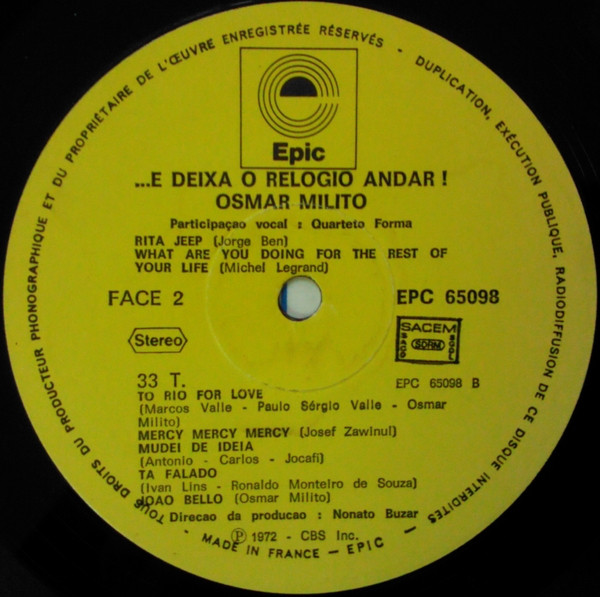 TOUS DROITS DU PRODUCTEUR PHONOGRAPHIQUE ET DU PROPRIÉTAIRE DE L'ŒUVRE ENREGISTRÉE RÉSERVÉS - DUPLICATION, EXÉCUTION PUBLIQUE, RADIODIFFUSION DE CE DISQUE INTERDITES
Epic
...E DEIXA O RELOGIO ANDAR !
OSMAR MILITO
Participaçao vocal : Quarteto Forma
RITA JEEP (Jorge Ben)
WHAT ARE YOU DOING FOR THE REST OF
YOUR LIFE (Michel Legrand)
FACE 2
EPC 65098
Stereo
SACEM
SACD
SDRM
SGDL
33 T.
EPC 65098 B
TO RIO FOR LOVE
(Marcos Valle - Paulo Sérgio Valle - Osmar
Milito)
MERCY MERCY MERCY (Josef Zawinul)
MUDEI DE IDEIA
(Antonio - Carlos - Jocafi)
TA FALADO
(Ivan Lins - Ronaldo Monteiro de Souza)
JOAO BELLO (Osmar Milito)
Direcao da producao : Nonato Buzar
Ⓟ 1972 - CBS Inc.
- MADE IN FRANCE - EPIC -